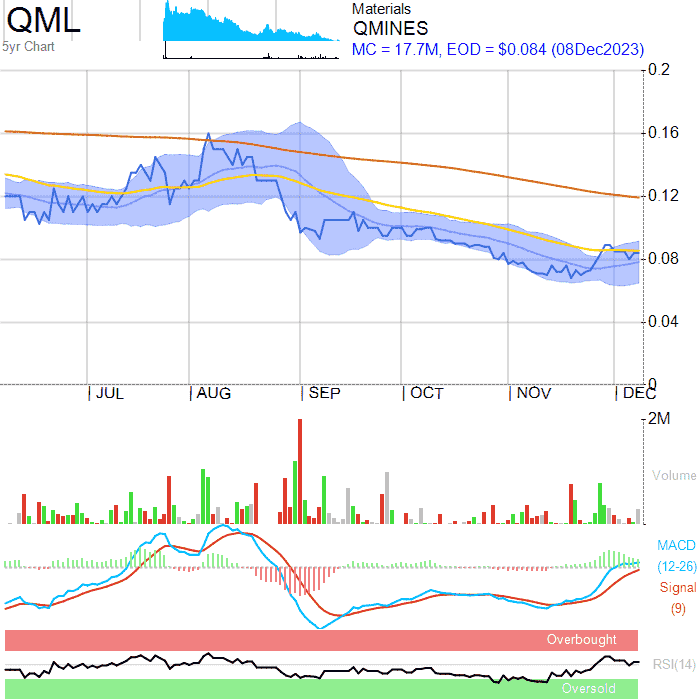 QML
5yr Chart
Materials
QMINES
MC = 17.7M, EOD = $0.084 (08Dec2023)
0.2
0.16
0.12
0.08
0.04
0
JUL AUG SEP OCT NOV DEC
2M
Volume
MACD
(12-26)
Signal
(9)
Overbought
RSI(14)
Oversold